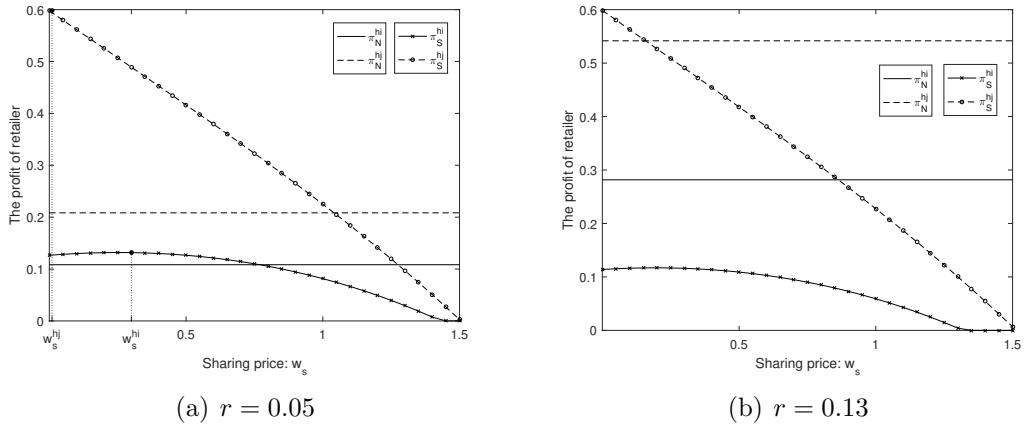 0.6
0.5
0.4
0.3
0.2
0.1
0
The profit of retailer
π_N^hi
π_N^hj
π_S^hi
π_S^hj
w_s^hj
w_s^hi
0.5
1
1.5
Sharing price: w_s
(a) r = 0.05
0.6
0.5
0.4
0.3
0.2
0.1
0
The profit of retailer
π_N^hi
π_N^hj
π_S^hi
π_S^hj
0.5
1
1.5
Sharing price: w_s
(b) r = 0.13